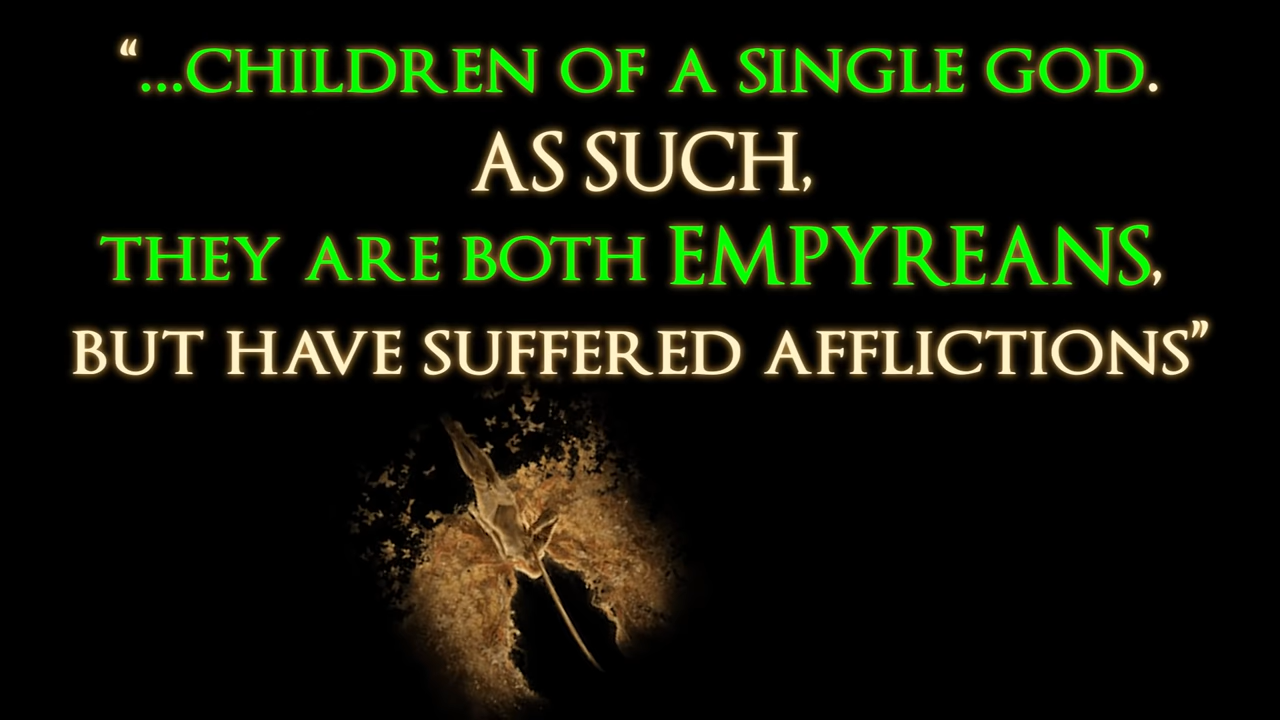 “...CHILDREN OF A SINGLE GOD.
AS SUCH,
THEY ARE BOTH EMPYREANS,
BUT HAVE SUFFERED AFFLICTIONS”